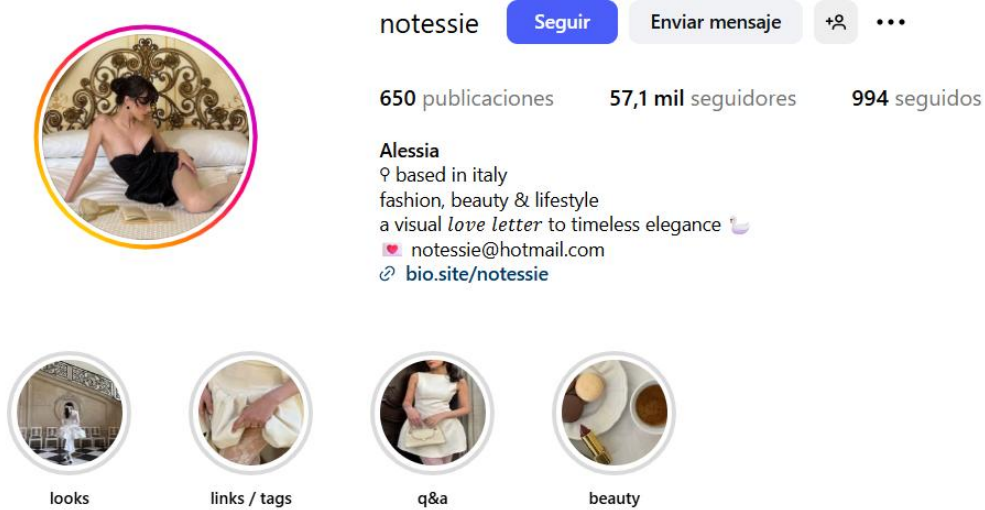 notessie Seguir Enviar mensaje
650 publicaciones 57,1 mil seguidores 994 seguidos
Alessia
based in italy
fashion, beauty & lifestyle
a visual love letter to timeless elegance 🦢
💌 notessie@hotmail.com
bio.site/notessie
looks links / tags q&a beauty